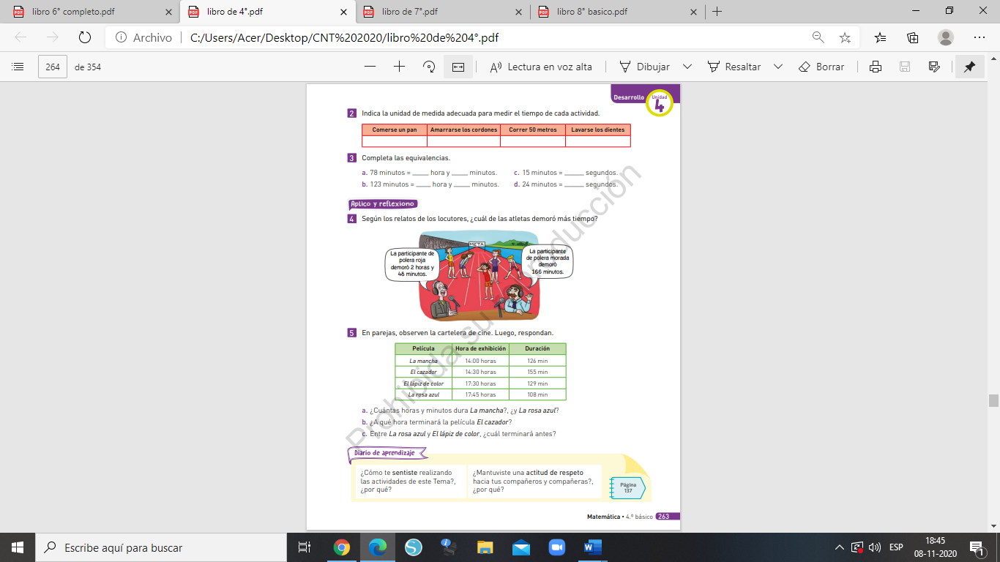 libro 6° completo.pdf
libro de 4°.pdf
libro de 7°.pdf
libro 8° basico.pdf
Archivo
C:/Users/Acer/Desktop/CNT%202020/libro%20de%204°.pdf
264 de 354
Lectura en voz alta
Dibujar
Resaltar
Borrar
Desarrollo
Unidad
4
2 Indica la unidad de medida adecuada para medir el tiempo de cada actividad.
Comerse un pan Amarrarse los cordones Correr 50 metros Lavarse los dientes
3 Completa las equivalencias.
a. 78 minutos = _____ hora y _____ minutos. c. 15 minutos = ______ segundos.
b. 123 minutos = _____ hora y _____ minutos. d. 24 minutos = ______ segundos.
Aplico y reflexiono
4 Según los relatos de los locutores, ¿cuál de las atletas demoró más tiempo?
META
La participante de
polera roja
demoró 2 horas y
46 minutos.
La participante
de polera morada
demoró
166 minutos.
5 En parejas, observen la cartelera de cine. Luego, respondan.
Película Hora de exhibición Duración
La mancha 14:00 horas 126 min
El cazador 14:30 horas 155 min
El lápiz de color 17:30 horas 129 min
La rosa azul 17:45 horas 108 min
a. ¿Cuántas horas y minutos dura La mancha?, ¿y La rosa azul?
b. ¿A qué hora terminará la película El cazador?
c. Entre La rosa azul y El lápiz de color, ¿cuál terminará antes?
Prohibida su
Diario de aprendizaje
¿Cómo te sentiste realizando
las actividades de este Tema?,
¿por qué?
¿Mantuviste una actitud de respeto
hacia tus compañeros y compañeras?,
¿por qué?
Página
137
Matemática • 4.º básico 263
Escribe aquí para buscar
ESP
18:45
08-11-2020
1